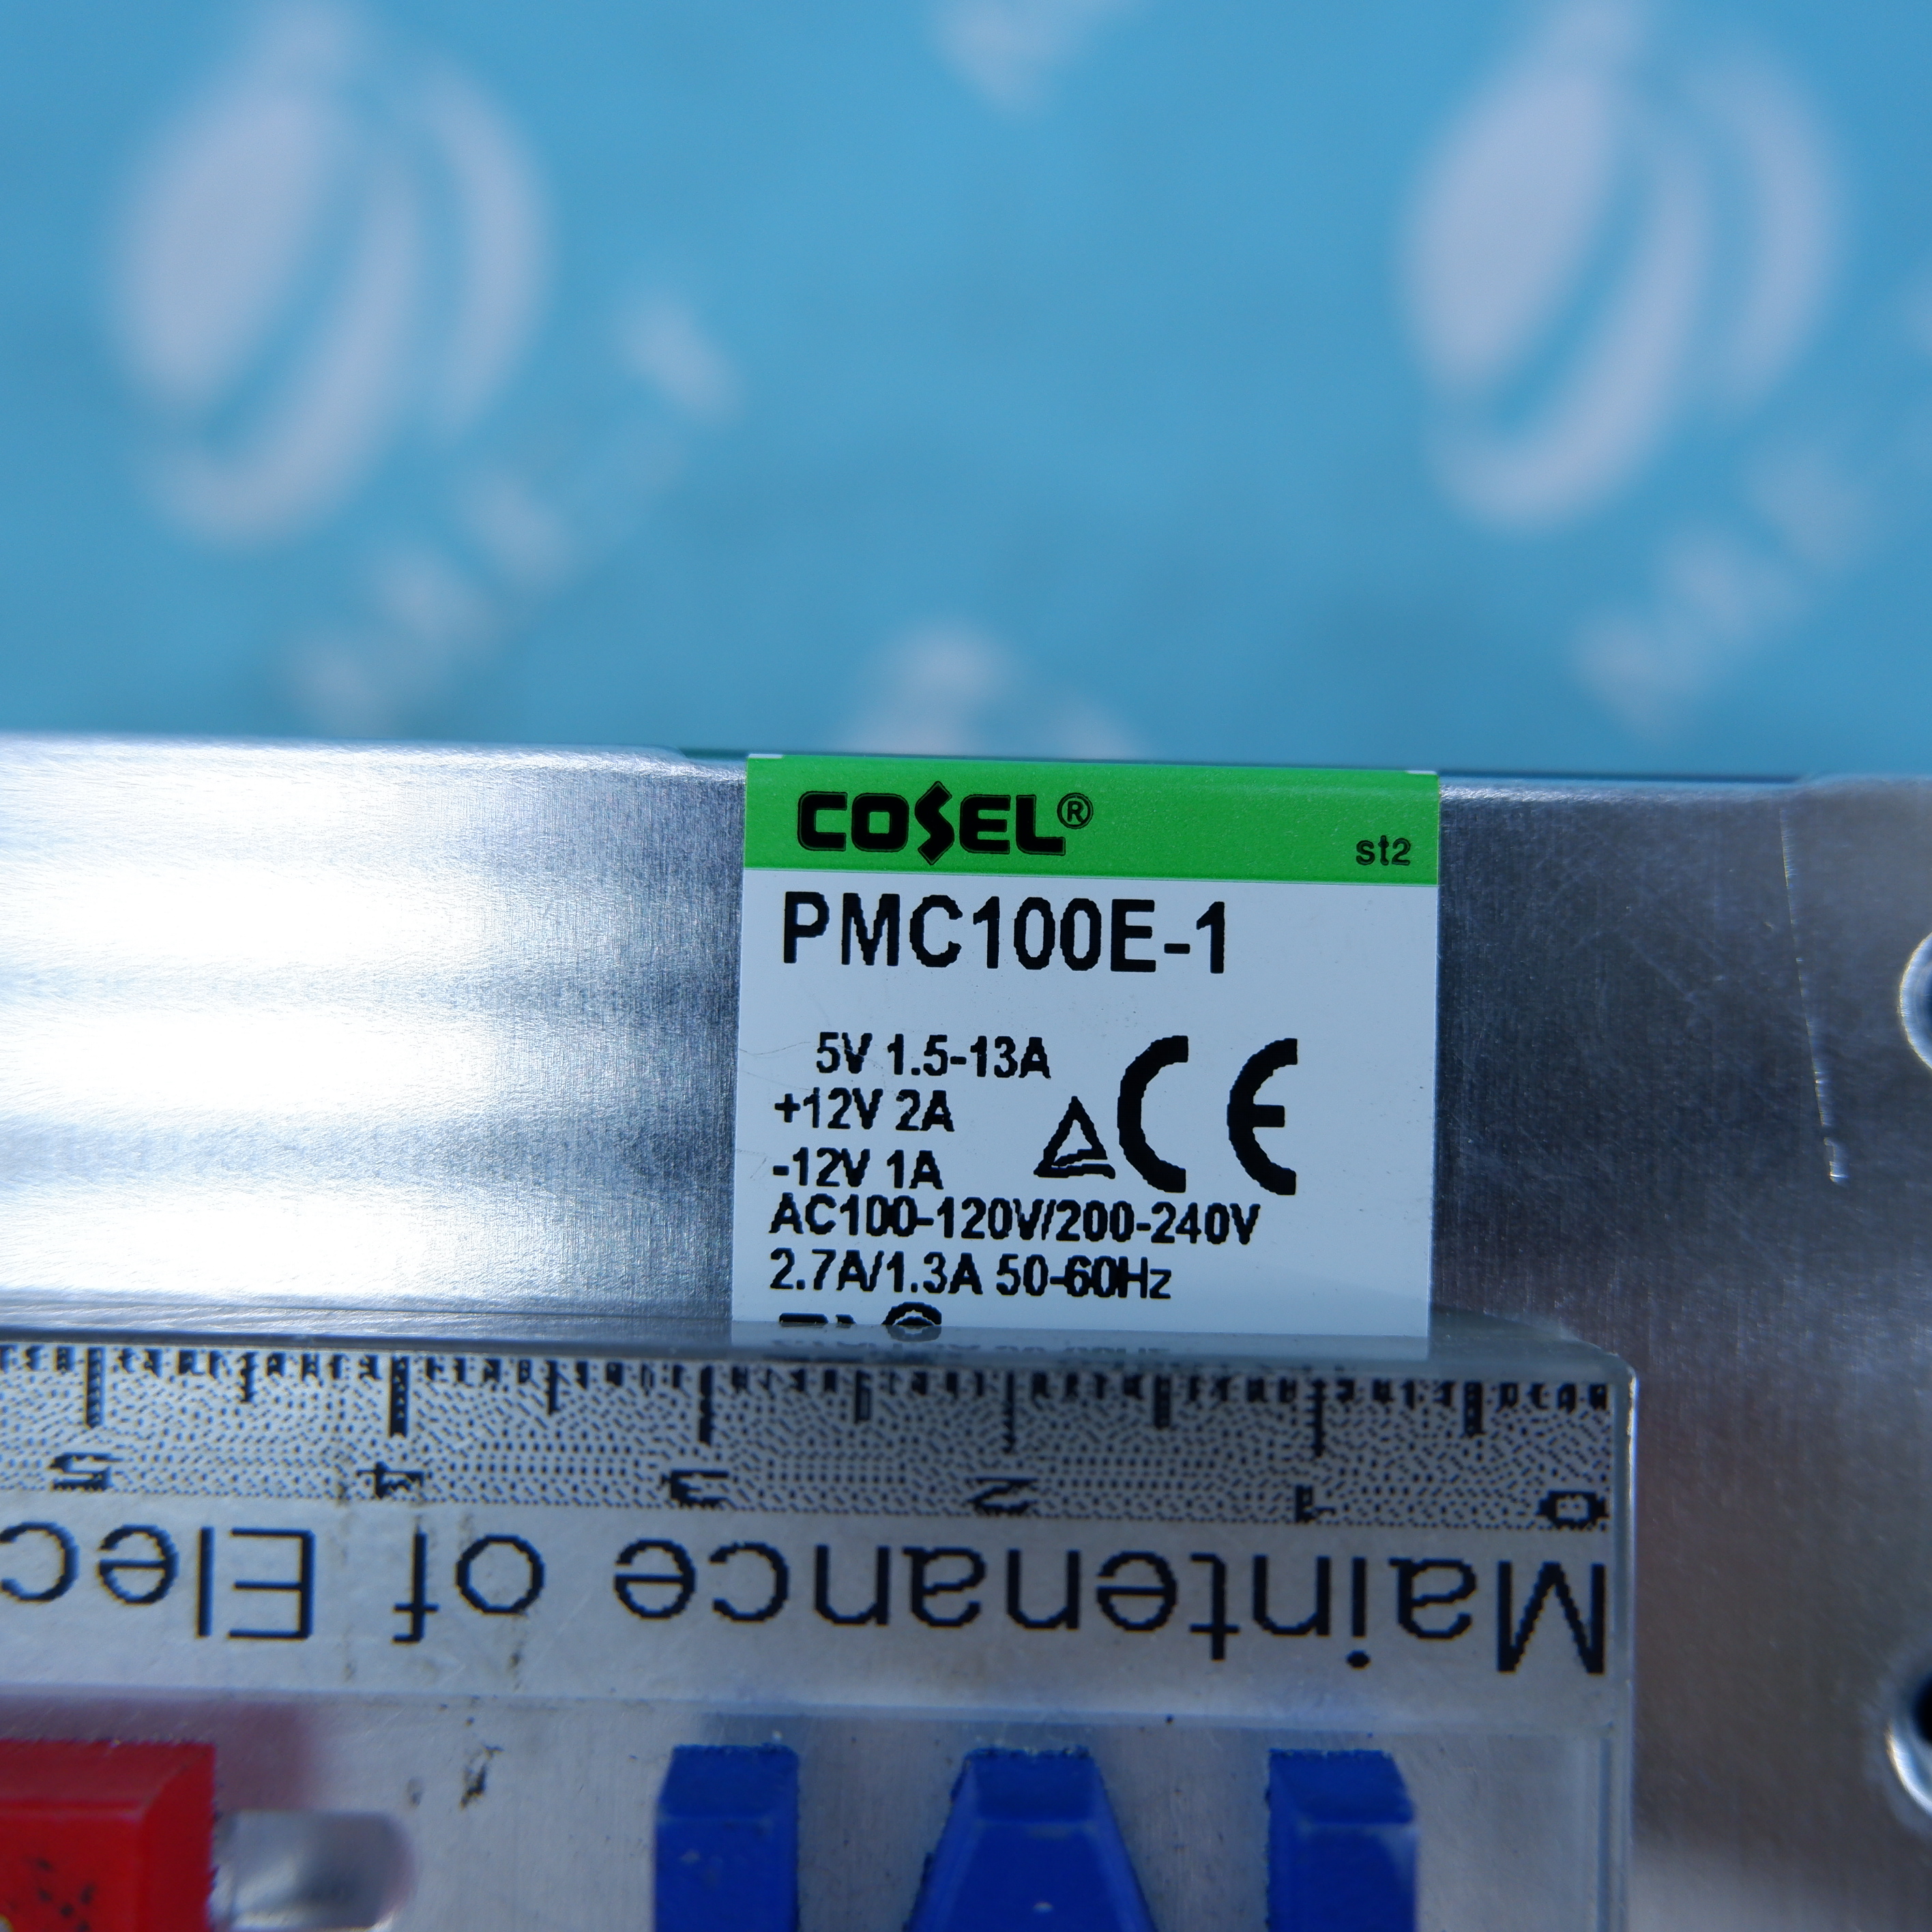 COSEL®
st2
PMC100E-1
5V 1.5-13A
+12V 2A
-12V 1A
CE
AC100-120V/200-240V
2.7A/1.3A 50-60Hz
0 1 2 3 4 5
Maintenance of Elec